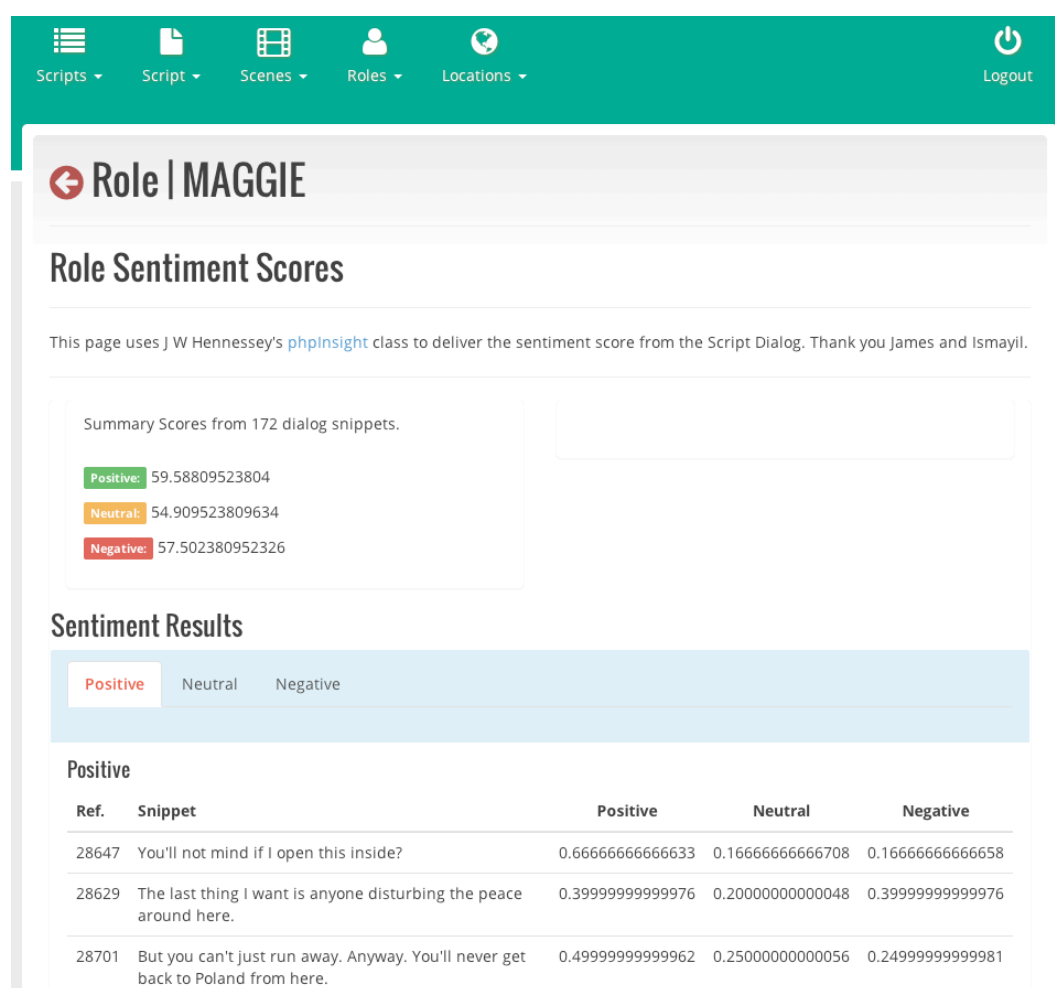 Scripts Script Scenes Roles Locations Logout
Role | MAGGIE
Role Sentiment Scores
This page uses J W Hennessey's phpInsight class to deliver the sentiment score from the Script Dialog. Thank you James and Ismayil.
Summary Scores from 172 dialog snippets.
Positive: 59.58809523804
Neutral: 54.909523809634
Negative: 57.502380952326
Sentiment Results
Positive Neutral Negative
Positive
Ref. Snippet Positive Neutral Negative
28647 You'll not mind if I open this inside? 0.66666666666633 0.16666666666708 0.16666666666658
28629 The last thing I want is anyone disturbing the peace 0.39999999999976 0.20000000000048 0.39999999999976
around here.
28701 But you can't just run away. Anyway. You'll never get 0.49999999999962 0.25000000000056 0.24999999999981
back to Poland from here.